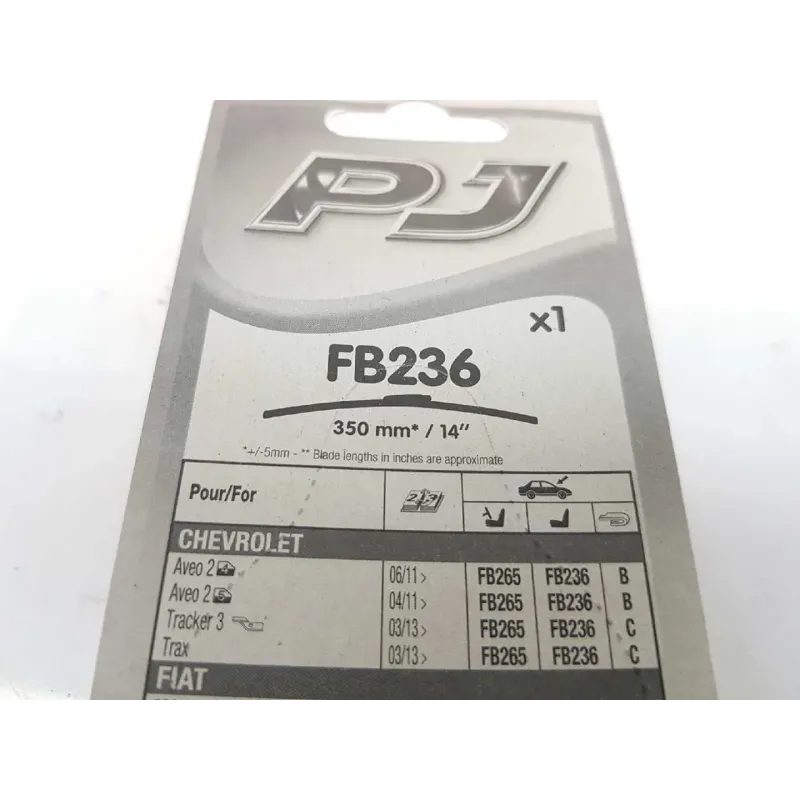 PJ
x1
FB236
350 mm* / 14"
*+/-5mm - ** Blade lengths in inches are approximate
Pour/For
CHEVROLET
Aveo 2 4 06/11 > FB265 FB236 B
Aveo 2 5 04/11 > FB265 FB236 B
Tracker 3 03/13 > FB265 FB236 C
Trax 03/13 > FB265 FB236 C
FIAT